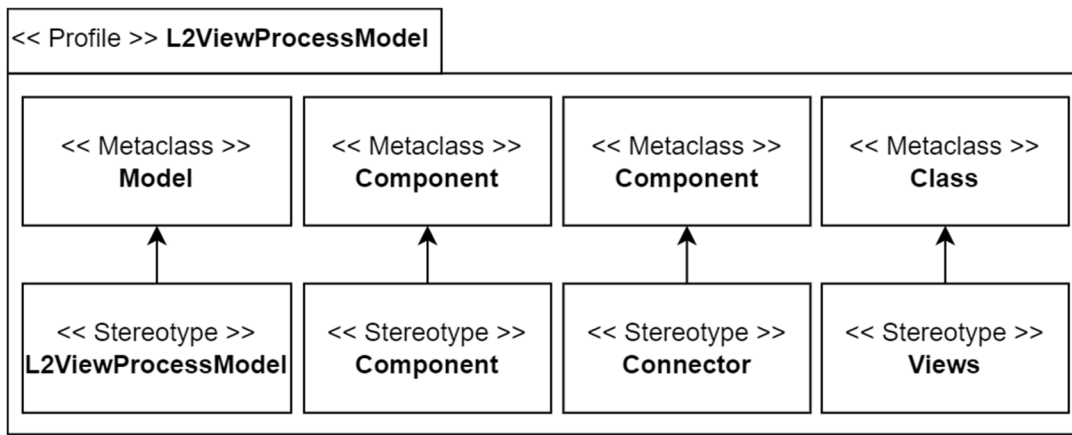 << Profile >> L2ViewProcessModel
<< Metaclass >>
Model
<< Metaclass >>
Component
<< Metaclass >>
Component
<< Metaclass >>
Class
<< Stereotype >>
L2ViewProcessModel
<< Stereotype >>
Component
<< Stereotype >>
Connector
<< Stereotype >>
Views